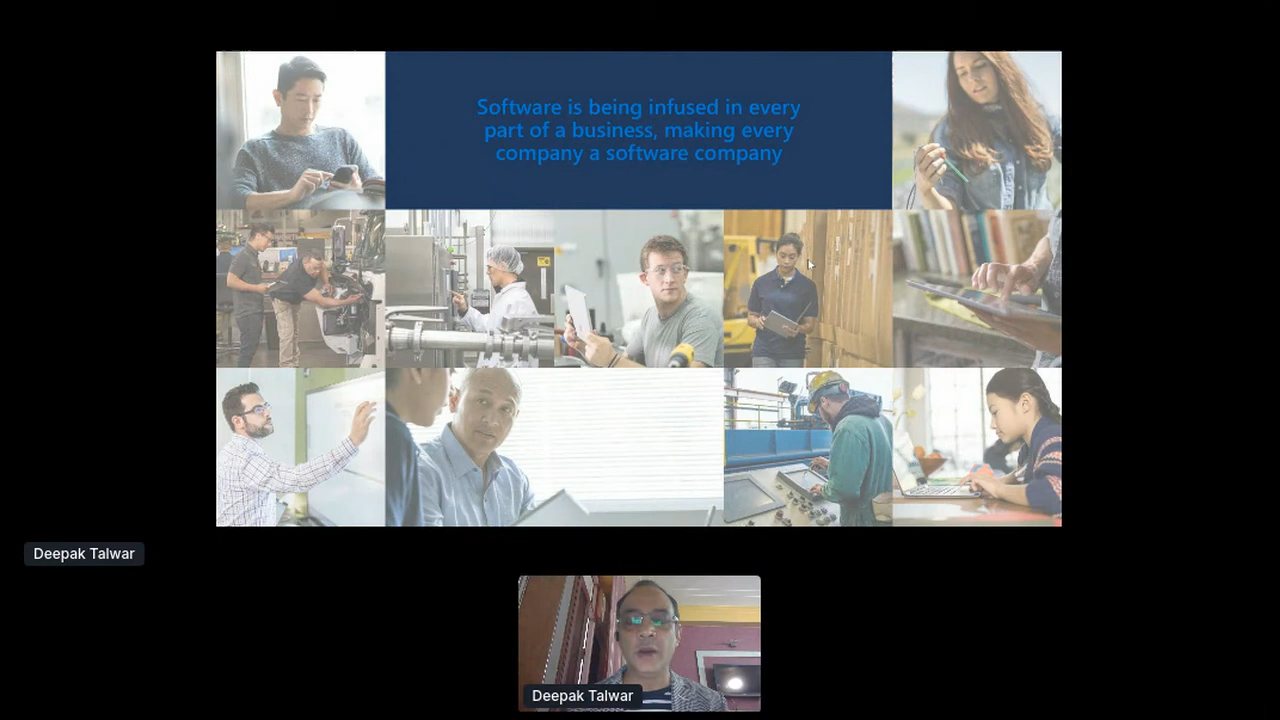 Software is being infused in every
part of a business, making every
company a software company
Deepak Talwar
Deepak Talwar